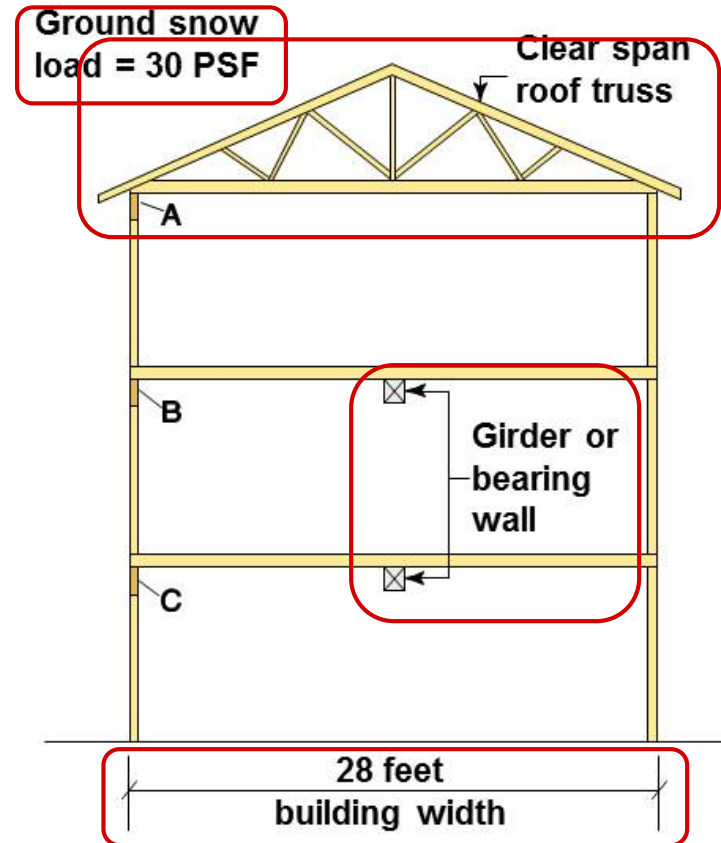 Ground snow
load = 30 PSF
Clear span
roof truss
A
B
Girder or
bearing
wall
C
28 feet
building width